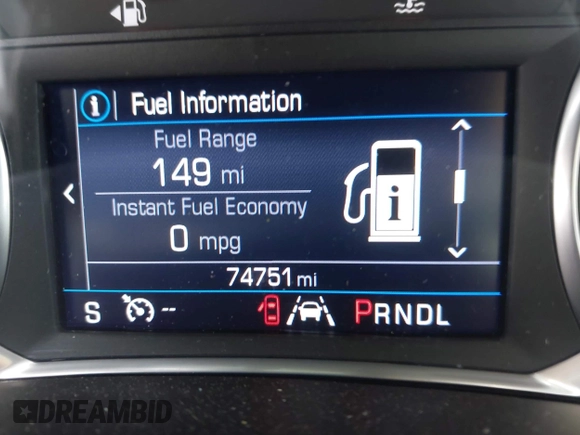 Fuel Information
Fuel Range
149 mi
Instant Fuel Economy
0 mpg
74751 mi
S -- PRNDL
DREAMBID